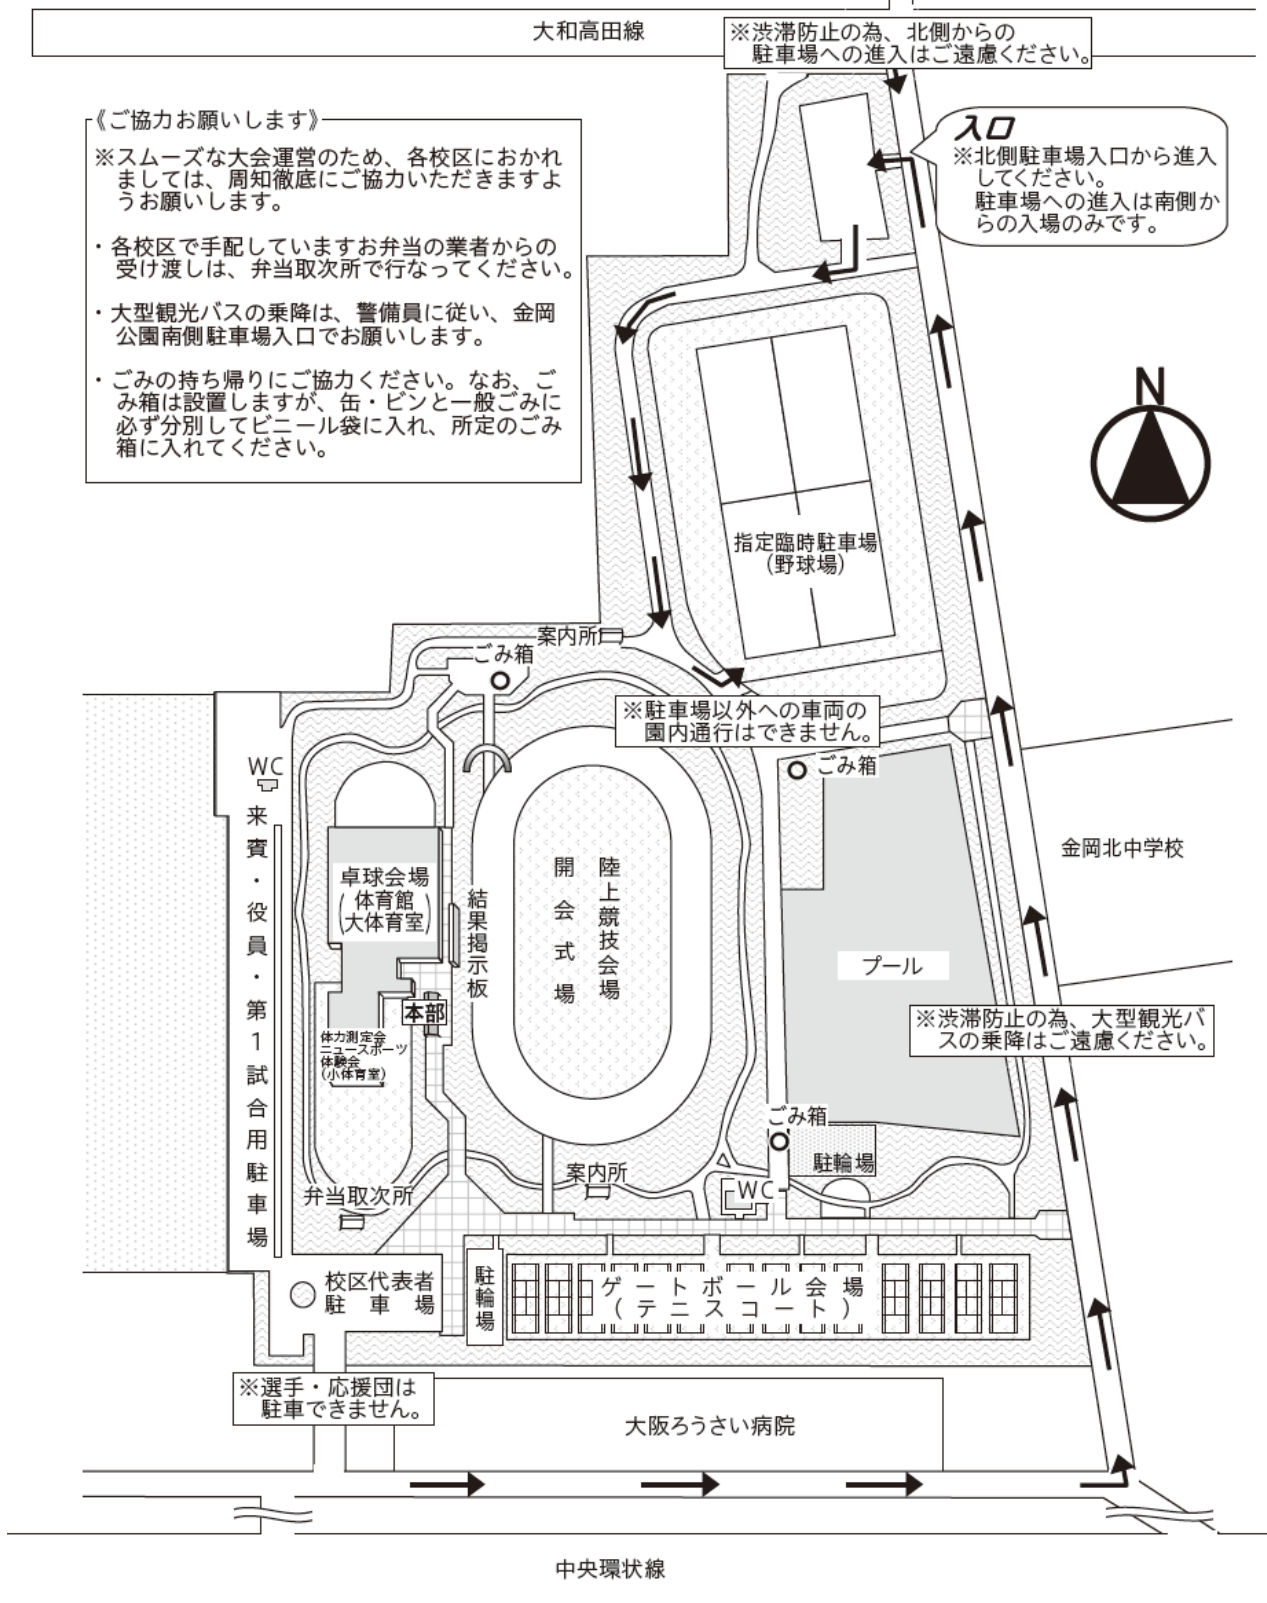 大和高田線
※渋滞防止の為、北側からの
駐車場への進入はご遠慮ください。
《ご協力お願いします》
※スムーズな大会運営のため、各校区におかれ
ましては、周知徹底にご協力いただきますよ
うお願いします。
・各校区で手配していますお弁当の業者からの
受け渡しは、弁当取次所で行なってください。
・大型観光バスの乗降は、警備員に従い、金岡
公園南側駐車場入口でお願いします。
・ごみの持ち帰りにご協力ください。なお、ご
み箱は設置しますが、缶・ビンと一般ごみに
必ず分別してビニール袋に入れ、所定のごみ
箱に入れてください。
入口
※北側駐車場入口から進入
してください。
駐車場への進入は南側か
らの入場のみです。
N
指定臨時駐車場
(野球場)
案内所
ごみ箱
※駐車場以外への車両の
園内通行はできません。
ごみ箱
WC
来賓・役員・第1試合用駐車場
卓球会場
(体育館
大体育室)
結果掲示板
陸上競技会場
開会式場
金岡北中学校
プール
本部
※渋滞防止の為、大型観光バ
スの乗降はご遠慮ください。
体力測定会
ニュースポーツ
体験会
(小体育室)
ごみ箱
駐輪場
案内所
WC
弁当取次所
校区代表者
駐車場
駐輪場
ゲートボール会場
(テニスコート)
※選手・応援団は
駐車できません。
大阪ろうさい病院
中央環状線